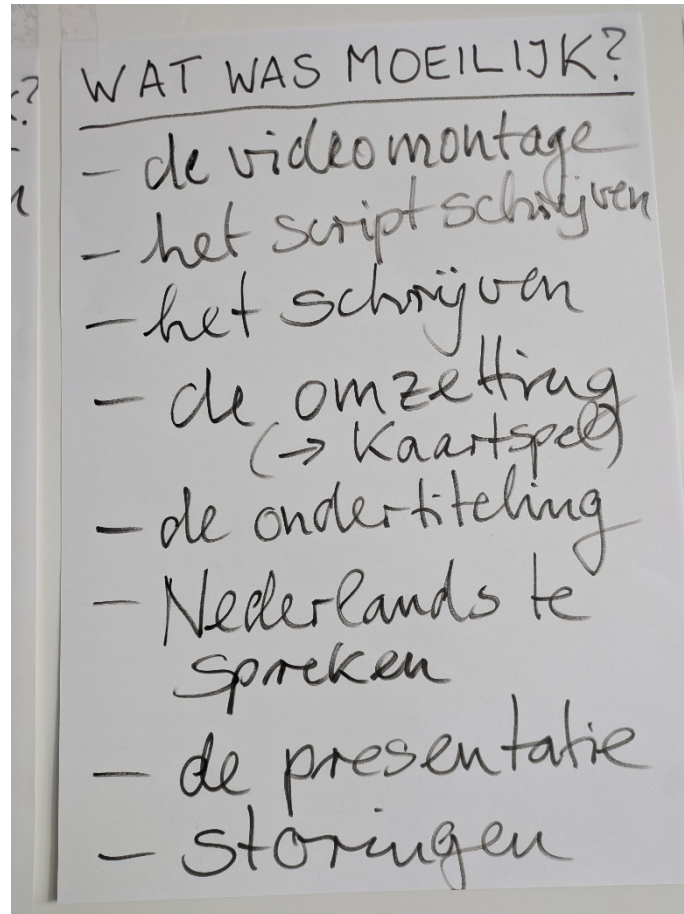 WAT WAS MOEILIJK?
- de videomontage
- het script schrijven
- het schrijven
- de omzetting
(→ Kaartspel)
- de ondertiteling
- Nederlands te
spreken
- de presentatie
- storingen